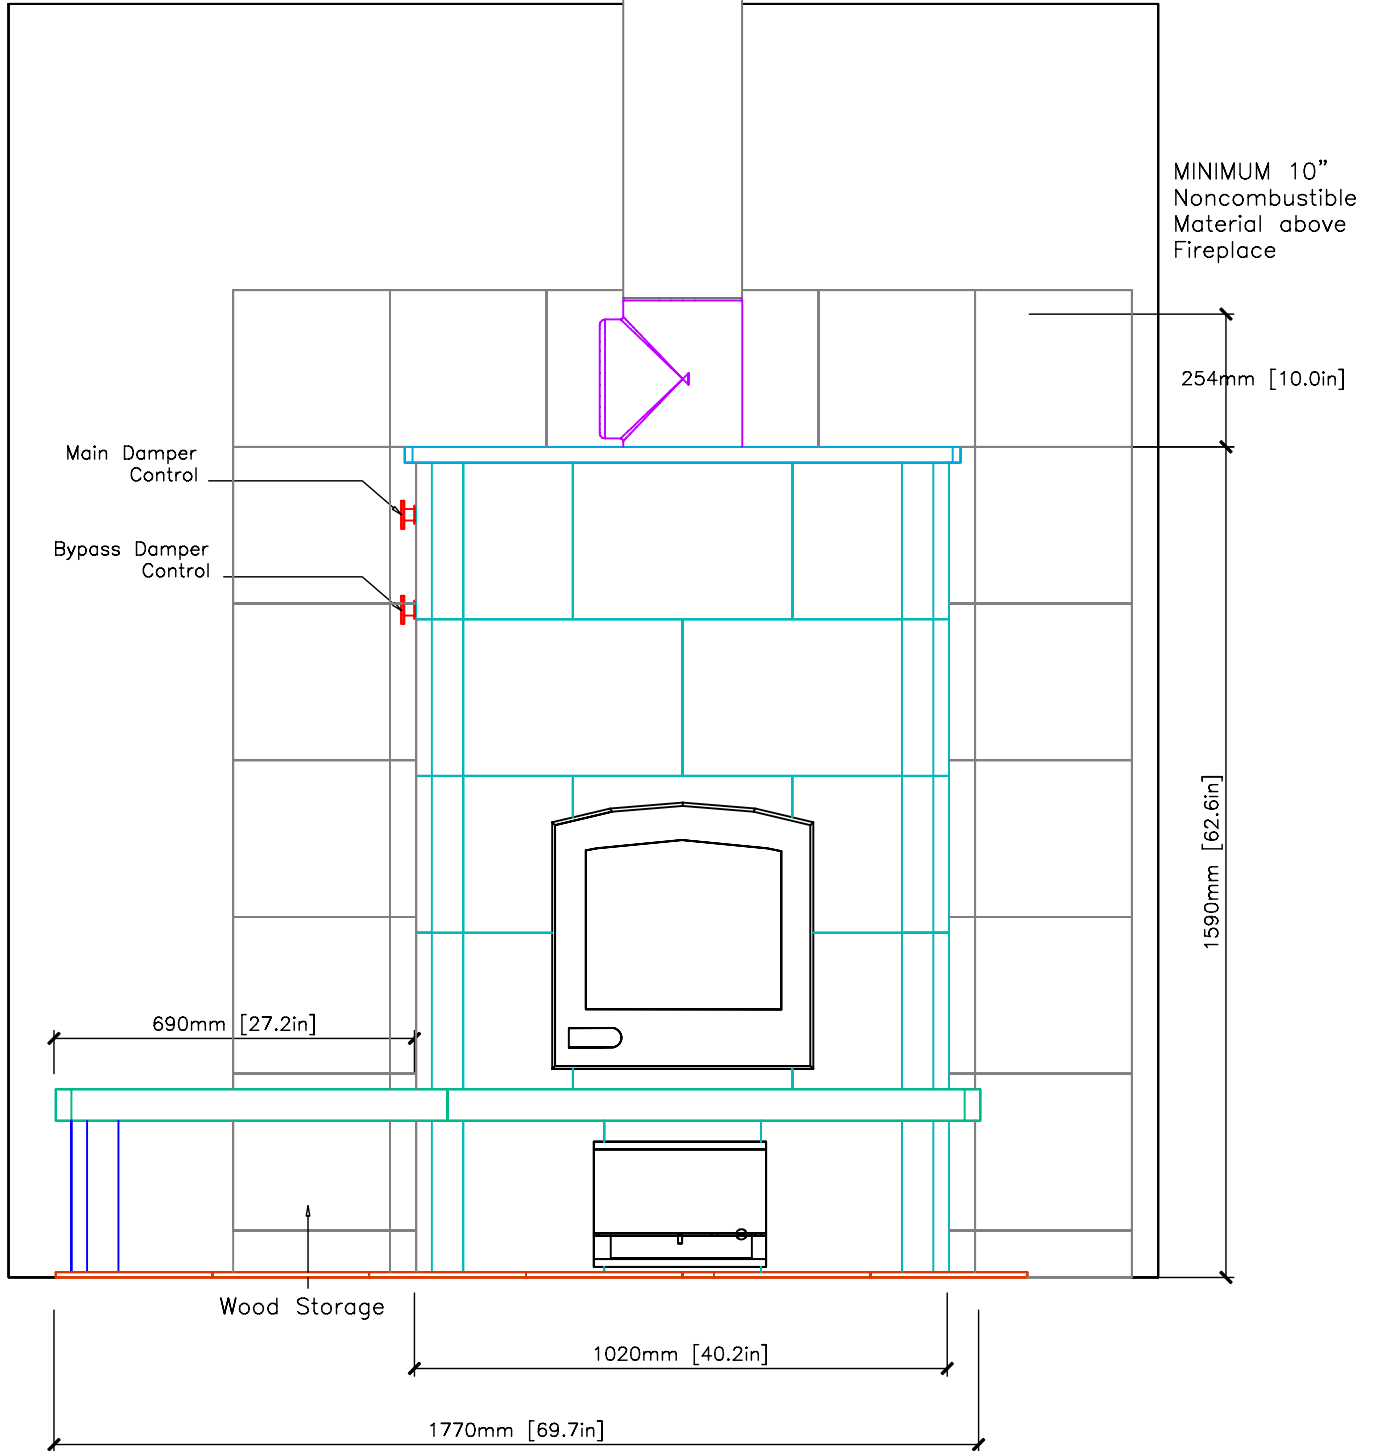 MINIMUM 10”
Noncombustible
Material above
Fireplace
254mm [10.0in]
Main Damper
Control
Bypass Damper
Control
1590mm [62.6in]
690mm [27.2in]
Wood Storage
1020mm [40.2in]
1770mm [69.7in]